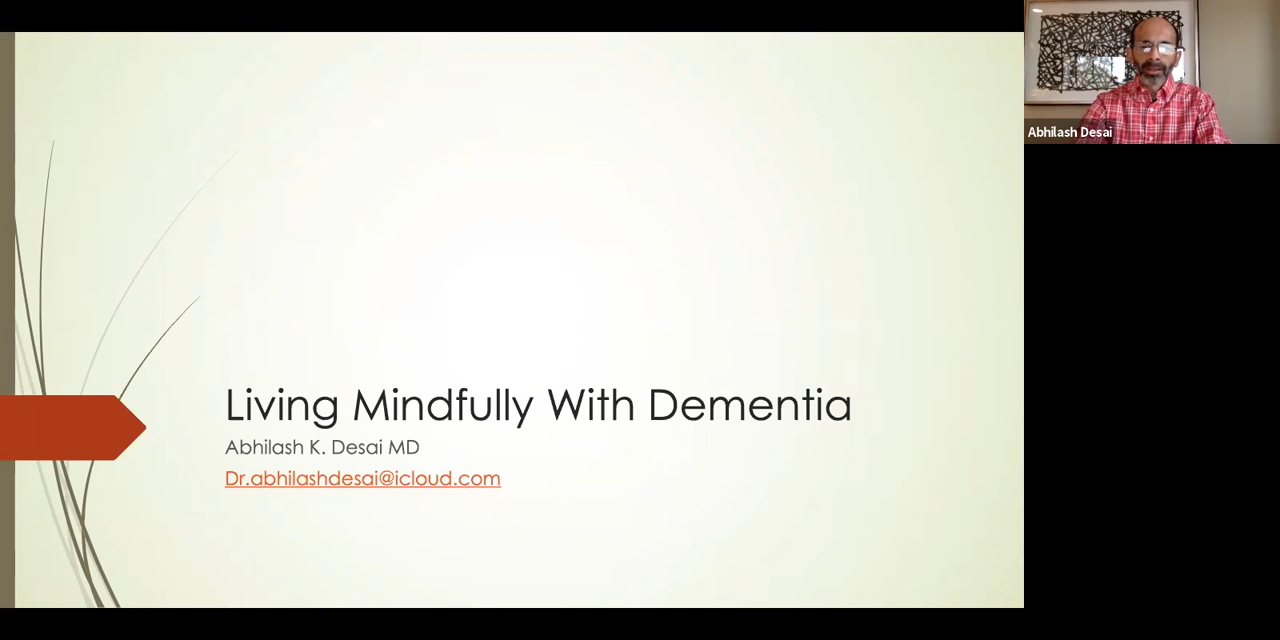 Living Mindfully With Dementia
Abhilash K. Desai MD
Dr.abhilashdesai@icloud.com
Abhilash Desai